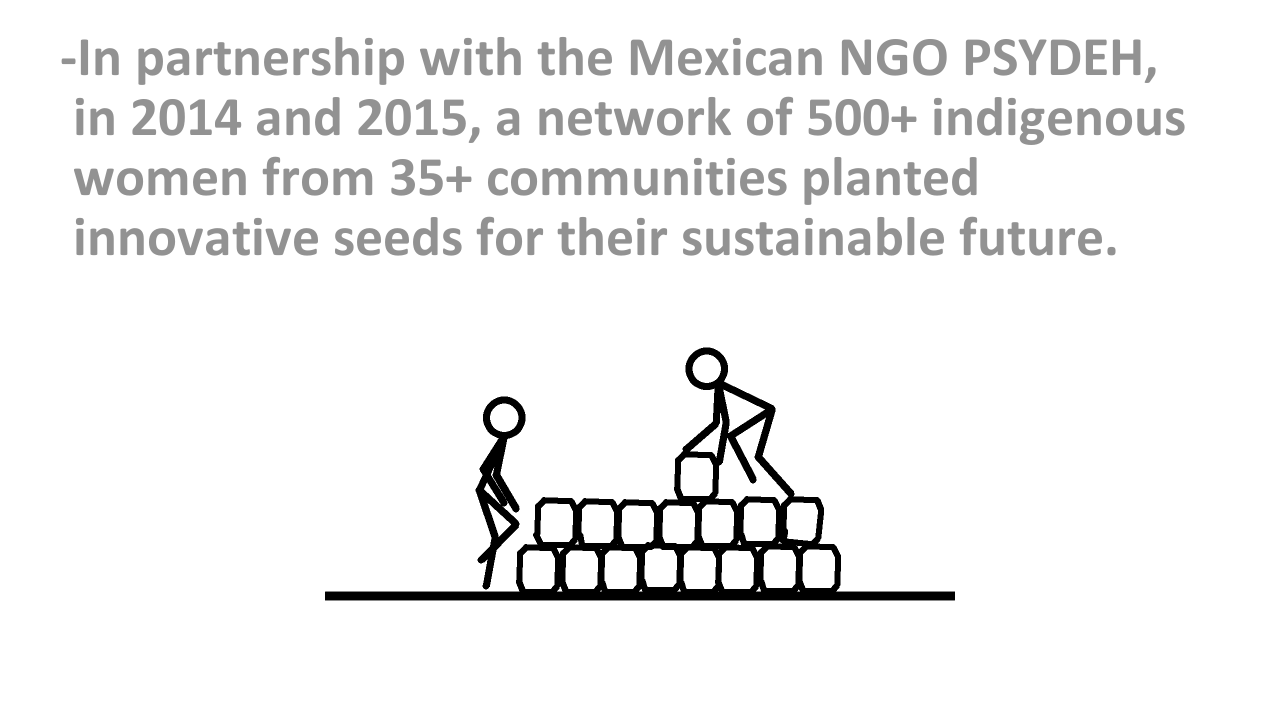 -In partnership with the Mexican NGO PSYDEH,
in 2014 and 2015, a network of 500+ indigenous
women from 35+ communities planted
innovative seeds for their sustainable future.